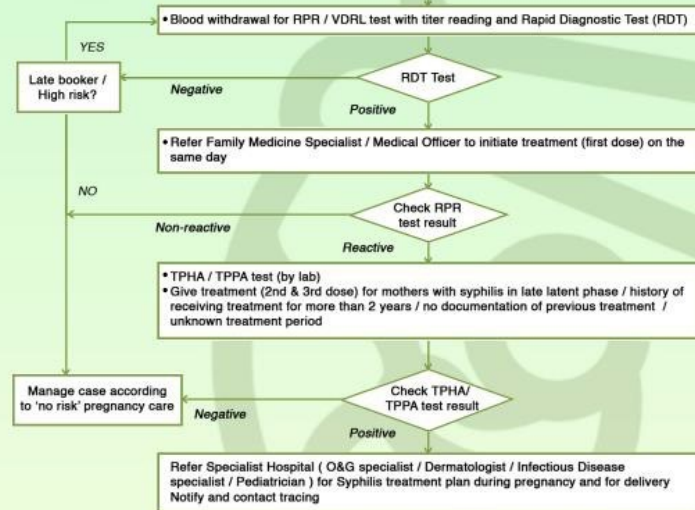 • Blood withdrawal for RPR / VDRL test with titer reading and Rapid Diagnostic Test (RDT)
YES
Late booker /
High risk?
Negative
RDT Test
Positive
• Refer Family Medicine Specialist / Medical Officer to initiate treatment (first dose) on the
same day
NO
Check RPR
test result
Non-reactive
Reactive
• TPHA / TPPA test (by lab)
• Give treatment (2nd & 3rd dose) for mothers with syphilis in late latent phase / history of
receiving treatment for more than 2 years / no documentation of previous treatment /
unknown treatment period
Manage case according
to 'no risk' pregnancy care
Negative
Check TPHA/
TPPA test result
Positive
Refer Specialist Hospital ( O&G specialist / Dermatologist / Infectious Disease
specialist / Pediatrician ) for Syphilis treatment plan during pregnancy and for delivery
Notify and contact tracing